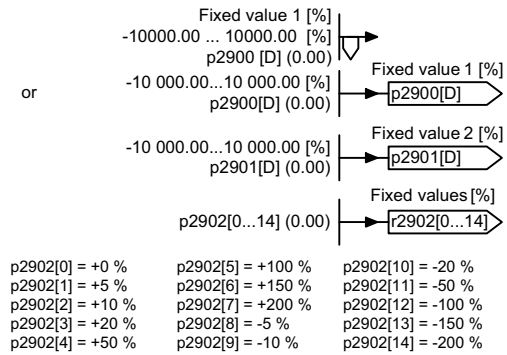 Fixed value 1 [%]
-10000.00 ... 10000.00 [%]
p2900 [D] (0.00)
Fixed value 1 [%]
or
-10 000.00...10 000.00 [%]
p2900[D] (0.00)
p2900[D]
Fixed value 2 [%]
-10 000.00...10 000.00 [%]
p2901[D] (0.00)
p2901[D]
Fixed values [%]
p2902[0...14] (0.00)
r2902[0...14]
p2902[0] = +0 % p2902[5] = +100 % p2902[10] = -20 %
p2902[1] = +5 % p2902[6] = +150 % p2902[11] = -50 %
p2902[2] = +10 % p2902[7] = +200 % p2902[12] = -100 %
p2902[3] = +20 % p2902[8] = -5 % p2902[13] = -150 %
p2902[4] = +50 % p2902[9] = -10 % p2902[14] = -200 %